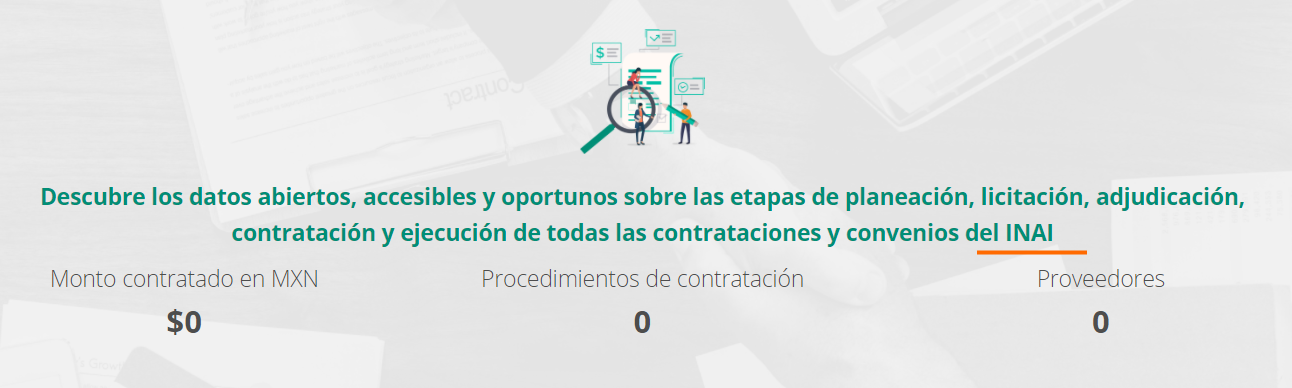 $
Contract
Descubre los datos abiertos, accesibles y oportunos sobre las etapas de planeación, licitación, adjudicación,
contratación y ejecución de todas las contrataciones y convenios del INAI
Monto contratado en MXN
Procedimientos de contratación
Proveedores
$0
0
0